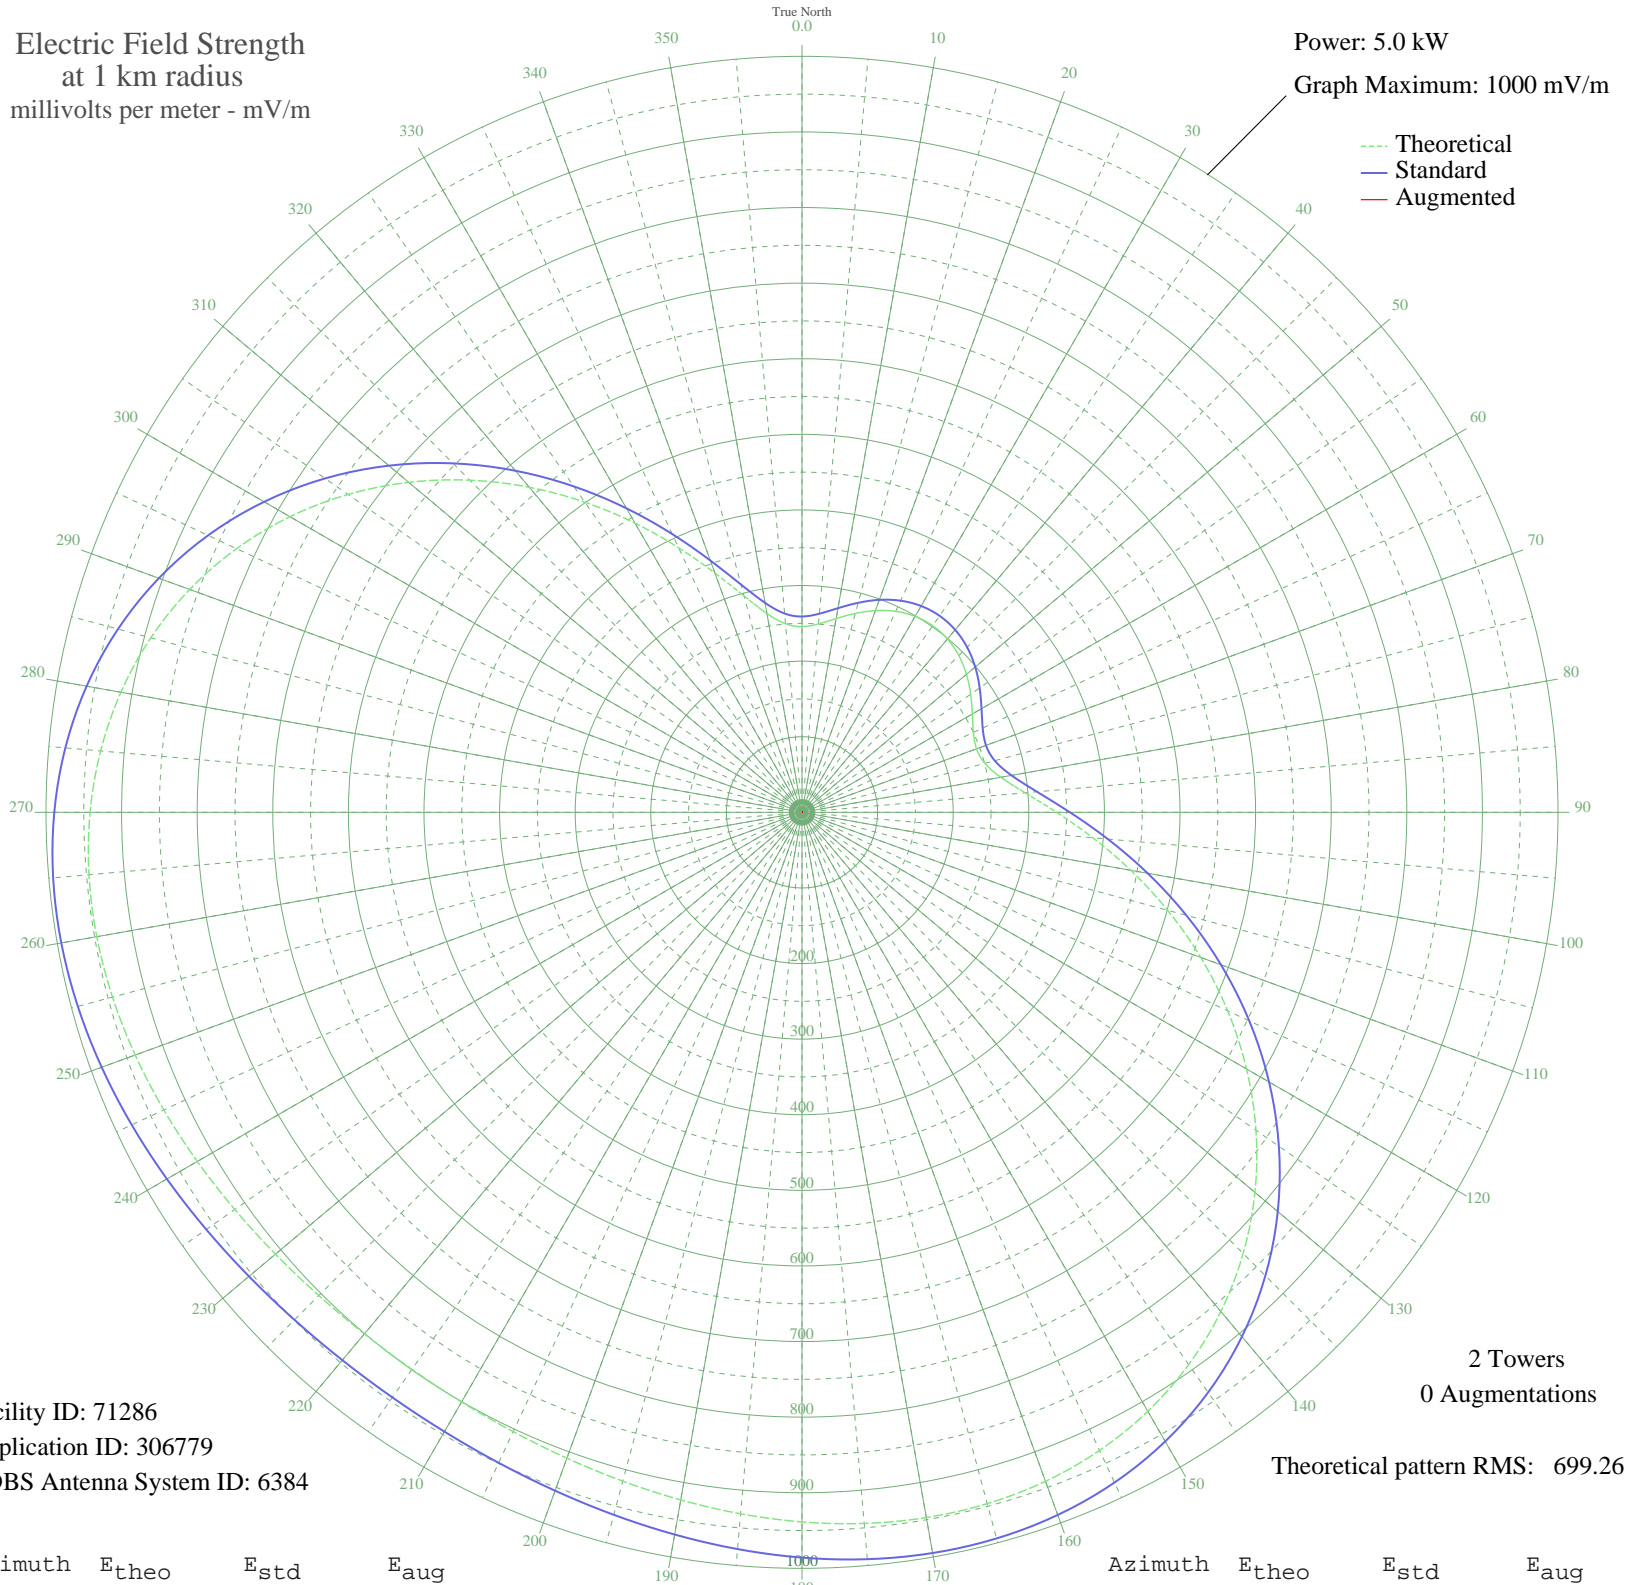 True North
0.0
Electric Field Strength
at 1 km radius
millivolts per meter - mV/m
Power: 5.0 kW
Graph Maximum: 1000 mV/m
Theoretical
Standard
Augmented
10
20
30
40
50
60
70
80
90
100
110
120
130
140
150
160
170
190
200
210
220
230
240
250
260
270
280
290
300
310
320
330
340
350
200
300
400
500
600
700
800
900
1000
2 Towers
0 Augmentations
Theoretical pattern RMS: 699.26
cility ID: 71286
plication ID: 306779
DBS Antenna System ID: 6384
imuth Etheo Estd Eaug
Azimuth Etheo Estd Eaug